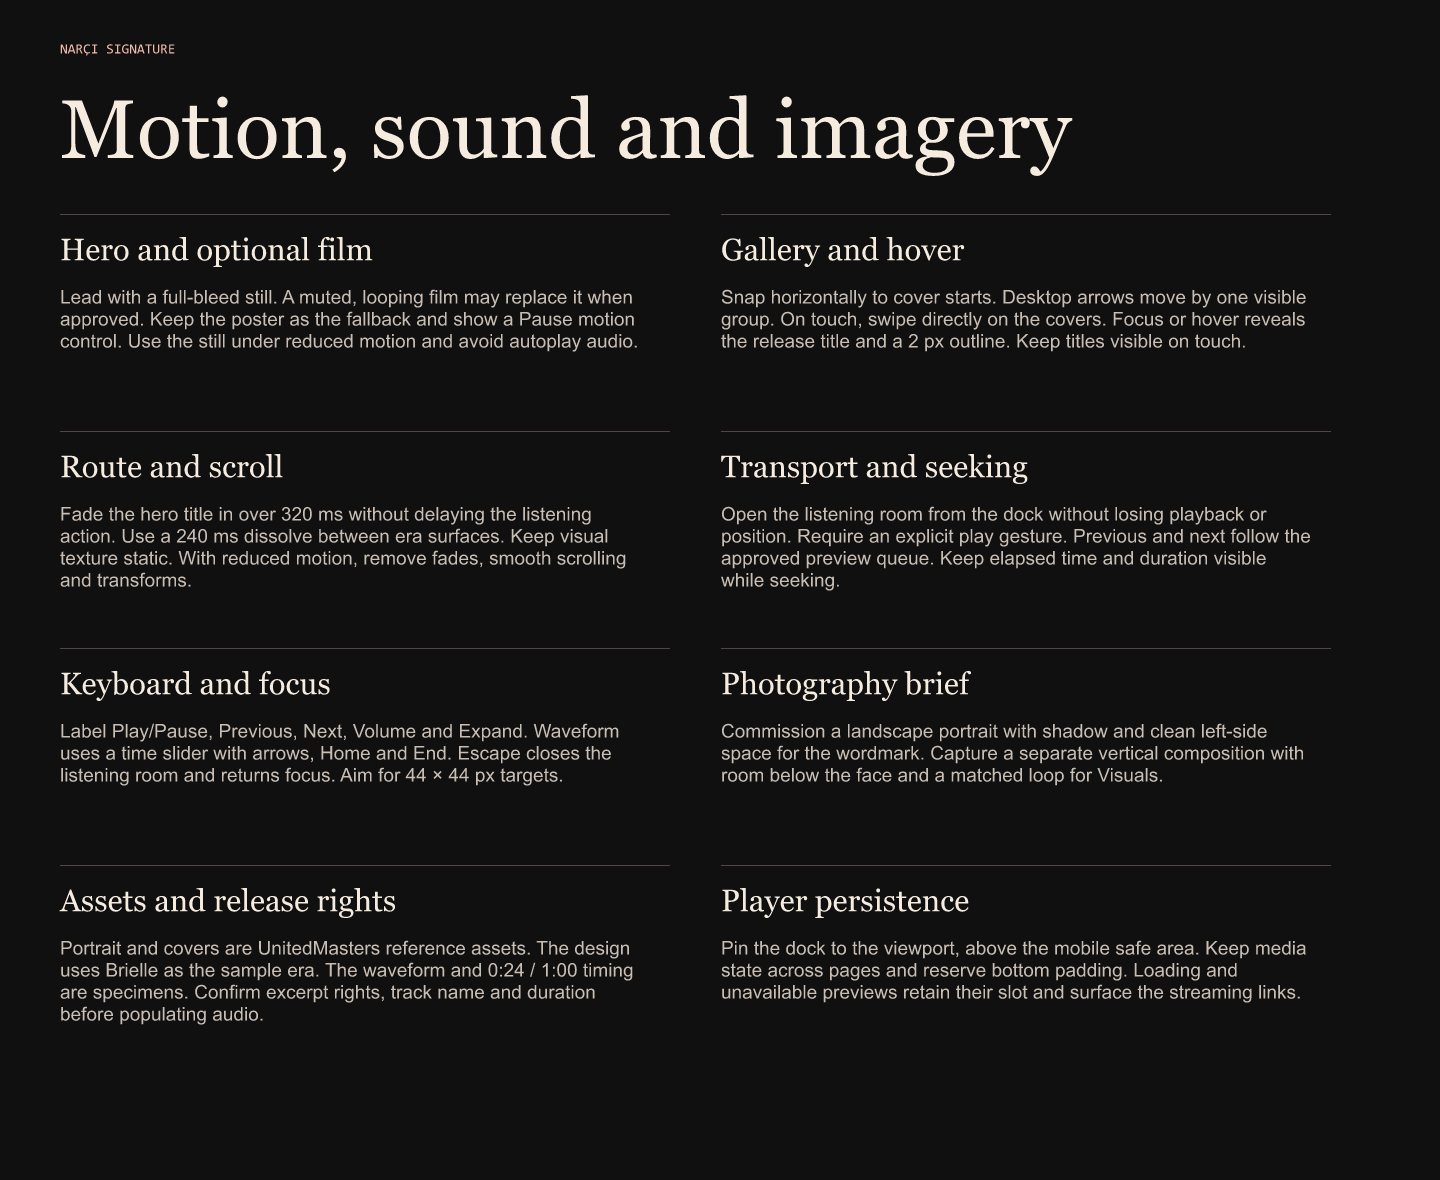 NARÇI SIGNATURE
Motion, sound and imagery
Hero and optional film
Lead with a full-bleed still. A muted, looping film may replace it when
approved. Keep the poster as the fallback and show a Pause motion
control. Use the still under reduced motion and avoid autoplay audio.
Gallery and hover
Snap horizontally to cover starts. Desktop arrows move by one visible
group. On touch, swipe directly on the covers. Focus or hover reveals
the release title and a 2 px outline. Keep titles visible on touch.
Route and scroll
Fade the hero title in over 320 ms without delaying the listening
action. Use a 240 ms dissolve between era surfaces. Keep visual
texture static. With reduced motion, remove fades, smooth scrolling
and transforms.
Transport and seeking
Open the listening room from the dock without losing playback or
position. Require an explicit play gesture. Previous and next follow the
approved preview queue. Keep elapsed time and duration visible
while seeking.
Keyboard and focus
Label Play/Pause, Previous, Next, Volume and Expand. Waveform
uses a time slider with arrows, Home and End. Escape closes the
listening room and returns focus. Aim for 44 × 44 px targets.
Photography brief
Commission a landscape portrait with shadow and clean left-side
space for the wordmark. Capture a separate vertical composition with
room below the face and a matched loop for Visuals.
Assets and release rights
Portrait and covers are UnitedMasters reference assets. The design
uses Brielle as the sample era. The waveform and 0:24 / 1:00 timing
are specimens. Confirm excerpt rights, track name and duration
before populating audio.
Player persistence
Pin the dock to the viewport, above the mobile safe area. Keep media
state across pages and reserve bottom padding. Loading and
unavailable previews retain their slot and surface the streaming links.